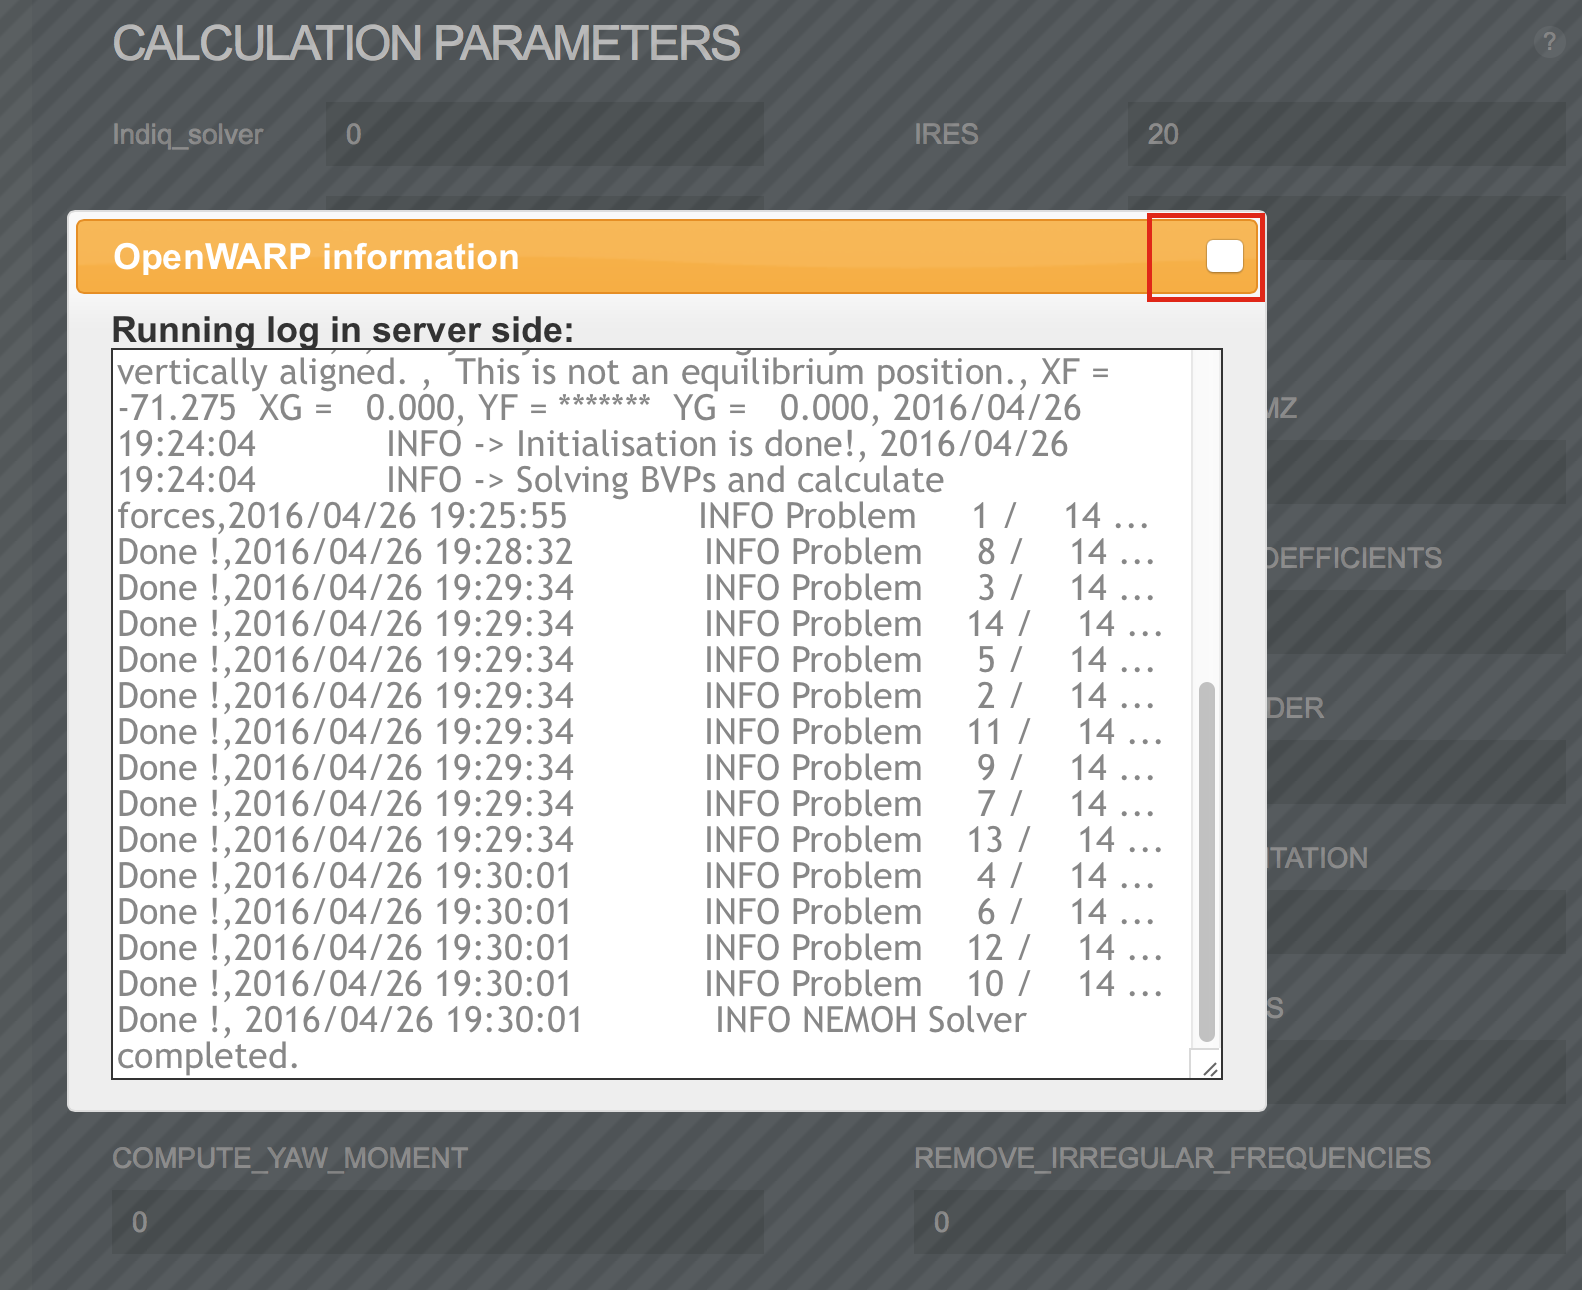 CALCULATION PARAMETERS
?
Indiq_solver 0 IRES 20
OpenWARP information
Running log in server side:
vertically aligned. , This is not an equilibrium position., XF =
-71.275 XG = 0.000, YF = ******* YG = 0.000, 2016/04/26
19:24:04 INFO -> Initialisation is done!, 2016/04/26
19:24:04 INFO -> Solving BVPs and calculate
forces,2016/04/26 19:25:55 INFO Problem 1 / 14 ...
Done !,2016/04/26 19:28:32 INFO Problem 8 / 14 ...
Done !,2016/04/26 19:29:34 INFO Problem 3 / 14 ...
Done !,2016/04/26 19:29:34 INFO Problem 14 / 14 ...
Done !,2016/04/26 19:29:34 INFO Problem 5 / 14 ...
Done !,2016/04/26 19:29:34 INFO Problem 2 / 14 ...
Done !,2016/04/26 19:29:34 INFO Problem 11 / 14 ...
Done !,2016/04/26 19:29:34 INFO Problem 9 / 14 ...
Done !,2016/04/26 19:29:34 INFO Problem 7 / 14 ...
Done !,2016/04/26 19:29:34 INFO Problem 13 / 14 ...
Done !,2016/04/26 19:30:01 INFO Problem 4 / 14 ...
Done !,2016/04/26 19:30:01 INFO Problem 6 / 14 ...
Done !,2016/04/26 19:30:01 INFO Problem 12 / 14 ...
Done !,2016/04/26 19:30:01 INFO Problem 10 / 14 ...
Done !, 2016/04/26 19:30:01 INFO NEMOH Solver
completed.
MZ
OEFFICIENTS
DER
TATION
S
COMPUTE_YAW_MOMENT REMOVE_IRREGULAR_FREQUENCIES
0 0